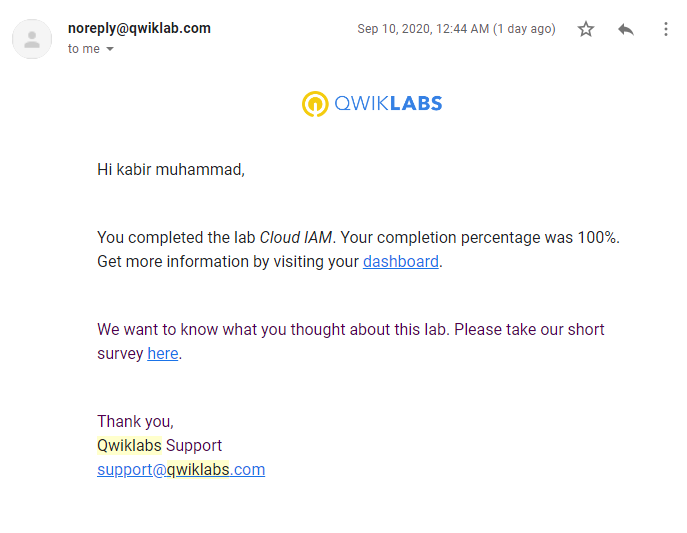 noreply@qwiklab.com
Sep 10, 2020, 12:44 AM (1 day ago)
to me
QWIKLABS
Hi kabir muhammad,
You completed the lab Cloud IAM. Your completion percentage was 100%.
Get more information by visiting your dashboard.
We want to know what you thought about this lab. Please take our short
survey here.
Thank you,
Qwiklabs Support
support@qwiklabs.com